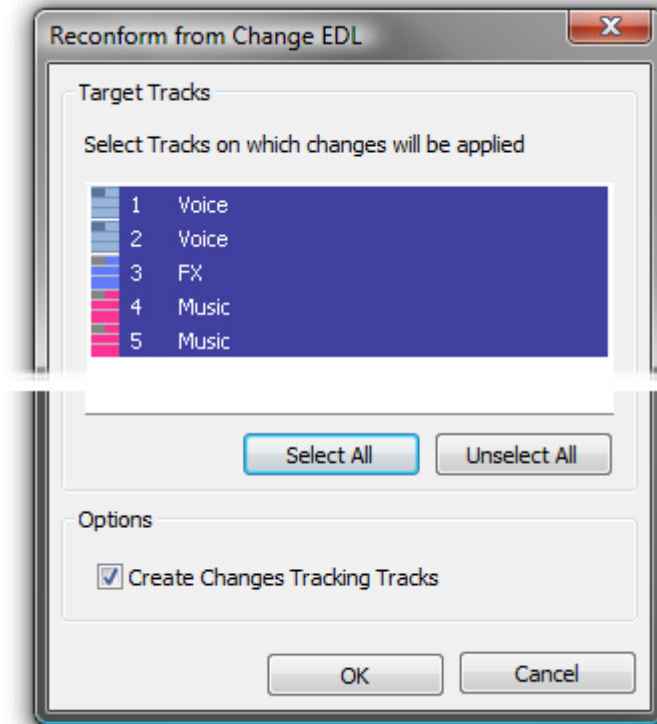 Reconform from Change EDL
Target Tracks
Select Tracks on which changes will be applied
1 Voice
2 Voice
3 FX
4 Music
5 Music
Select All Unselect All
Options
Create Changes Tracking Tracks
OK Cancel